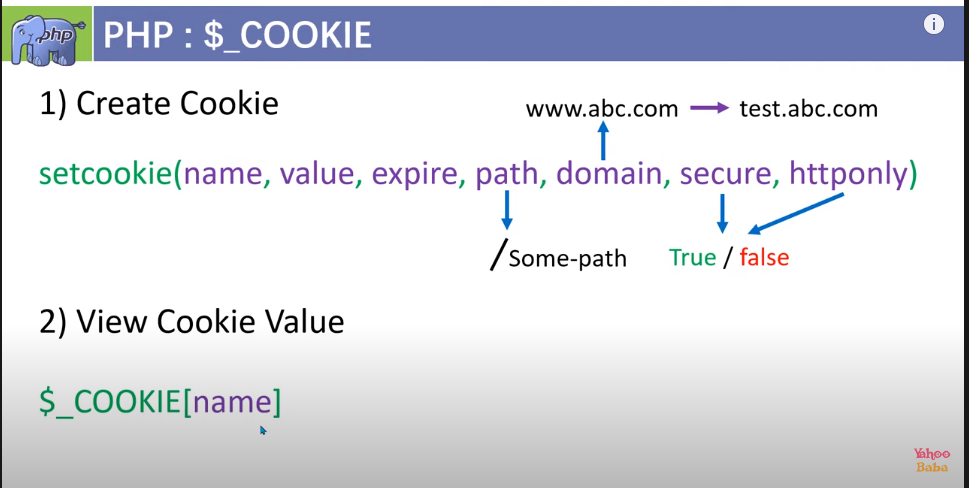 php
PHP : $_COOKIE
i
1) Create Cookie
www.abc.com
test.abc.com
setcookie(name, value, expire, path, domain, secure, httponly)
/Some-path
True / false
2) View Cookie Value
$_COOKIE[name]
Yahoo
Baba